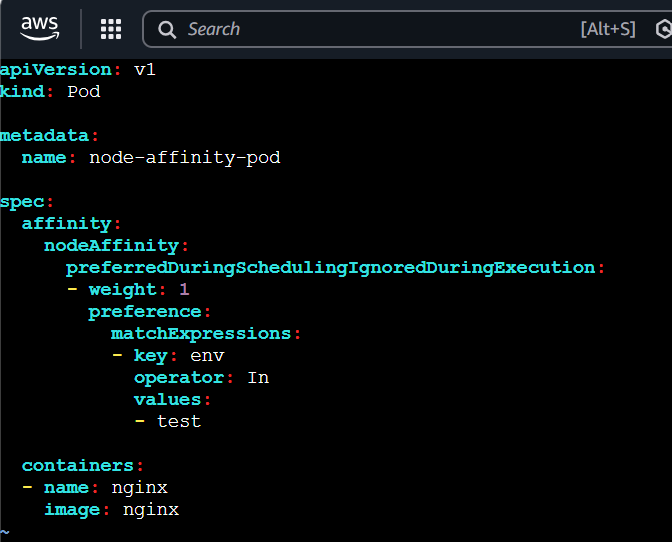 aws
Search [Alt+S]
apiVersion: v1
kind: Pod
metadata:
  name: node-affinity-pod
spec:
  affinity:
    nodeAffinity:
      preferredDuringSchedulingIgnoredDuringExecution:
      - weight: 1
        preference:
          matchExpressions:
          - key: env
            operator: In
            values:
            - test
  containers:
  - name: nginx
    image: nginx
~